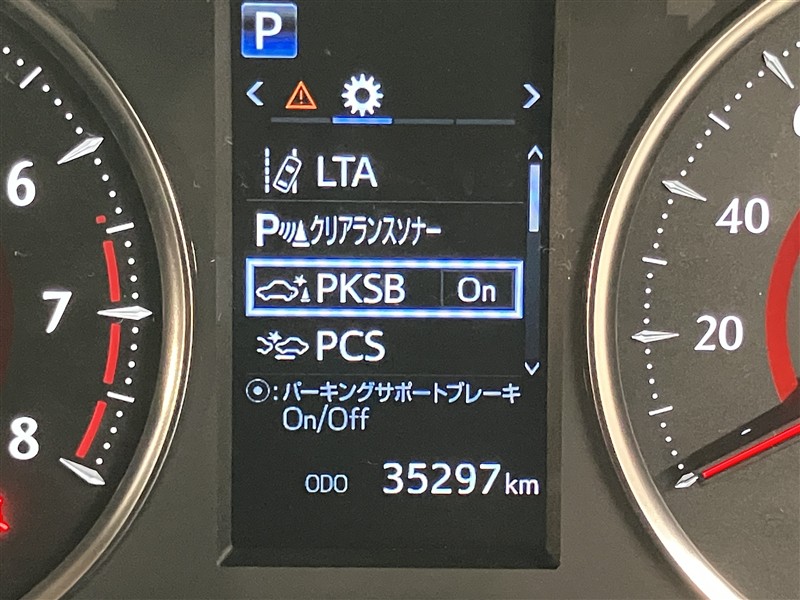 P
LTA
Pクリアランスソナー
PKSB On
PCS
⦿:パーキングサポートブレーキ
On/Off
ODO 35297km
6
7
8
40
20